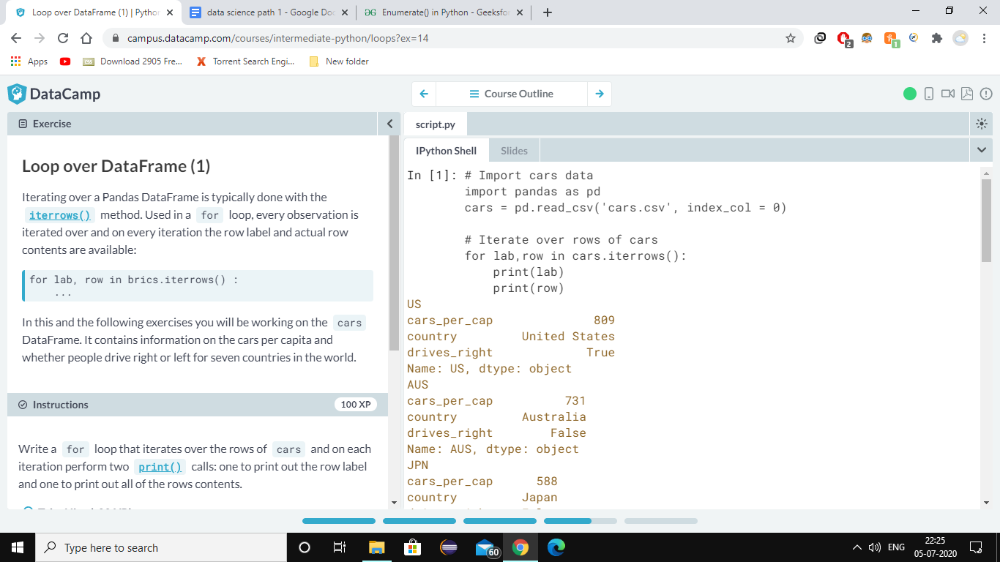 Loop over DataFrame (1) | Pythor
data science path 1 - Google Doc
Enumerate() in Python - Geeksfor
campus.datacamp.com/courses/intermediate-python/loops?ex=14
2
1
Apps
CSS
Download 2905 Fre...
Torrent Search Engi...
New folder
DataCamp
Course Outline
Exercise
script.py
IPython Shell
Slides
Loop over DataFrame (1)
Iterating over a Pandas DataFrame is typically done with the
iterrows() method. Used in a for loop, every observation is
iterated over and on every iteration the row label and actual row
contents are available:
for lab, row in brics.iterrows() :
...
In this and the following exercises you will be working on the cars
DataFrame. It contains information on the cars per capita and
whether people drive right or left for seven countries in the world.
Instructions
100 XP
Write a for loop that iterates over the rows of cars and on each
iteration perform two print() calls: one to print out the row label
and one to print out all of the rows contents.
In [1]: # Import cars data
import pandas as pd
cars = pd.read_csv('cars.csv', index_col = 0)
# Iterate over rows of cars
for lab,row in cars.iterrows():
print(lab)
print(row)
US
cars_per_cap 809
country United States
drives_right True
Name: US, dtype: object
AUS
cars_per_cap 731
country Australia
drives_right False
Name: AUS, dtype: object
JPN
cars_per_cap 588
country Japan
Type here to search
60
ENG
22:25
05-07-2020